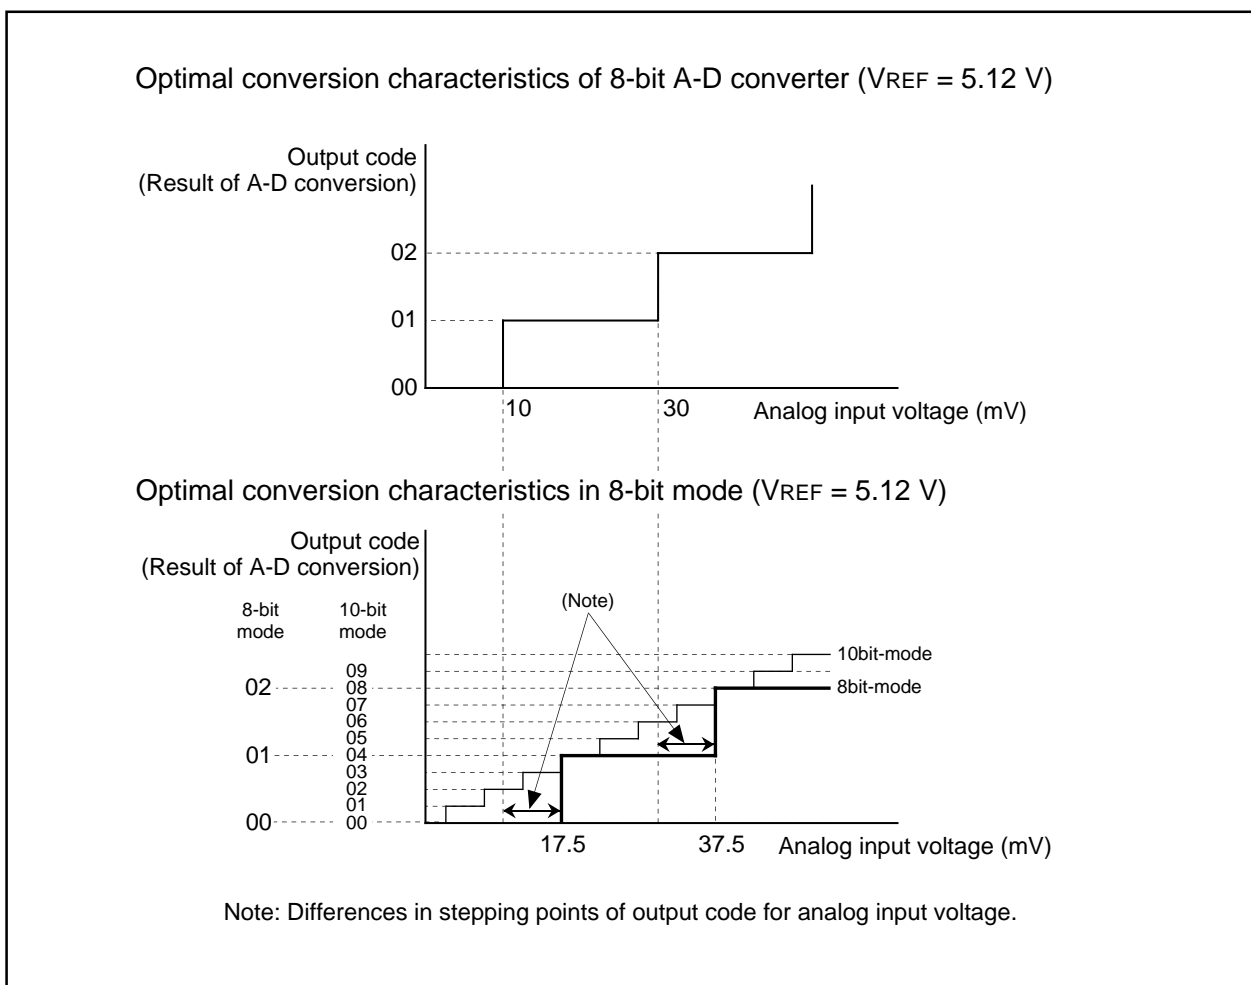 Optimal conversion characteristics of 8-bit A-D converter (VREF = 5.12 V)
Output code
(Result of A-D conversion)
02
01
00
10
30
Analog input voltage (mV)
Optimal conversion characteristics in 8-bit mode (VREF = 5.12 V)
Output code
(Result of A-D conversion)
8-bit
mode
10-bit
mode
(Note)
10bit-mode
09
02
08
8bit-mode
07
06
05
01
04
03
02
01
00
00
17.5
37.5
Analog input voltage (mV)
Note: Differences in stepping points of output code for analog input voltage.